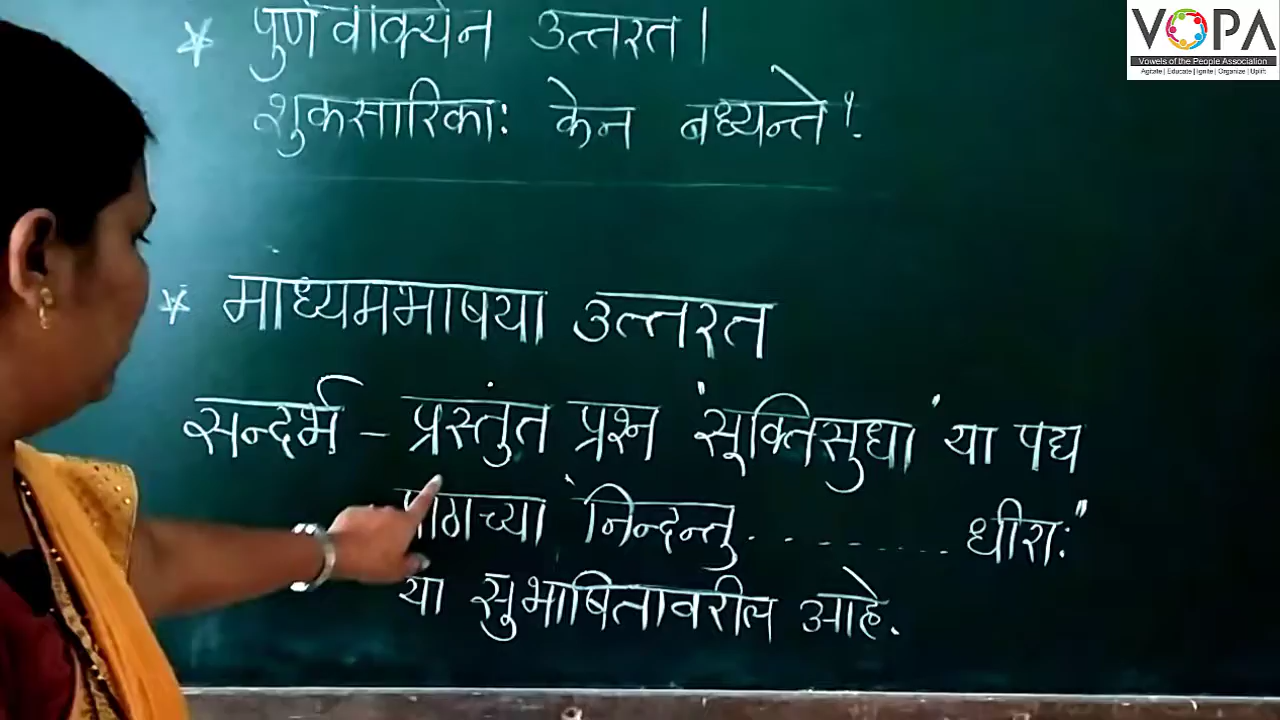 VOPA
Vowels of the People Association
Agitate | Educate | Ignite | Organize | Uplift
* पुर्णवाक्येन उत्तरत।
शुकसारिकाः केन बध्यन्ते?
* माध्यमभाषया उत्तरत
सन्दर्भ - प्रस्तुत प्रश्न 'सूक्तिसुधा' या पद्य
पाठाच्या 'निन्दन्तु ......... धीराः"
या सुभाषितावरील आहे.